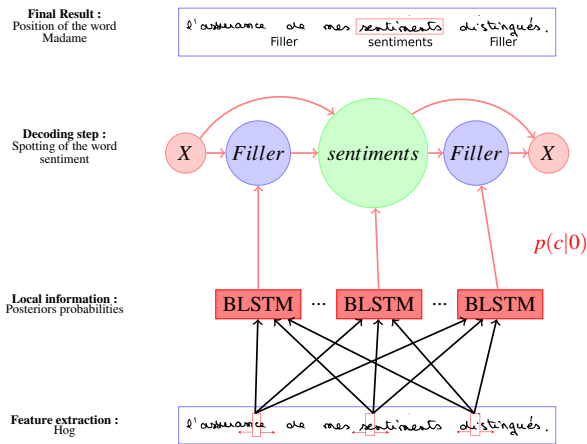 Final Result :
Position of the word
Madame
l'assurance de mes sentiments distingués.
Filler sentiments Filler
Decoding step :
Spotting of the word
sentiment
X Filler sentiments Filler X
p(c|0)
Local information :
Posteriors probabilities
BLSTM ... BLSTM ... BLSTM
Feature extraction :
Hog
l'assurance de mes sentiments distingués.